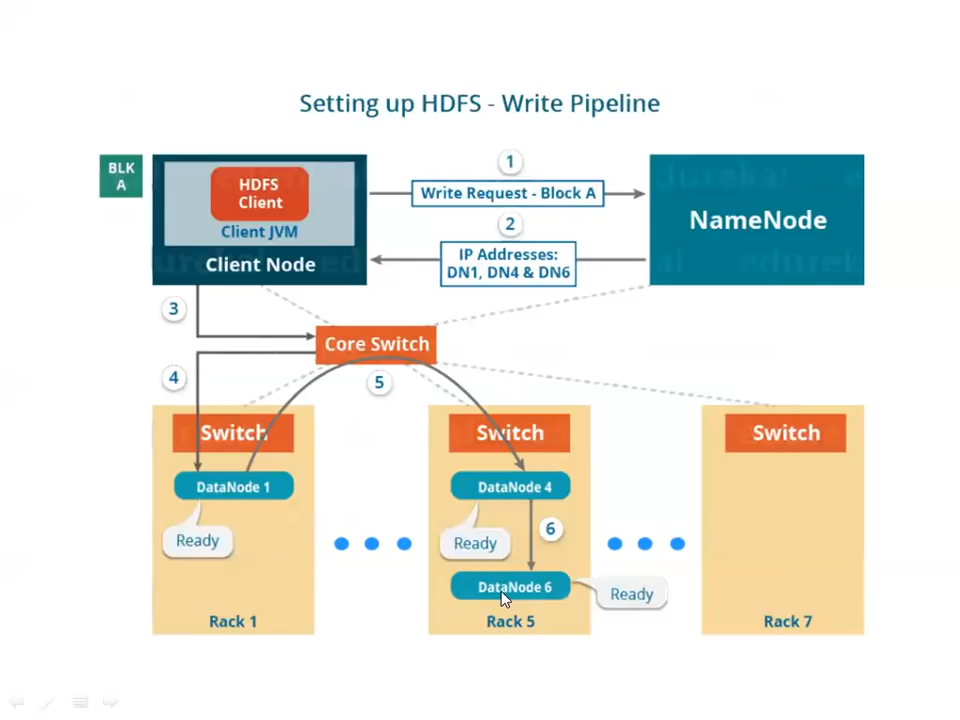 Setting up HDFS - Write Pipeline
BLK
A
HDFS
Client
Client JVM
Client Node
1
Write Request - Block A
2
IP Addresses:
DN1, DN4 & DN6
NameNode
3
Core Switch
4
5
Switch
Switch
Switch
DataNode 1
DataNode 4
Ready
Ready
6
DataNode 6
Ready
Rack 1
Rack 5
Rack 7